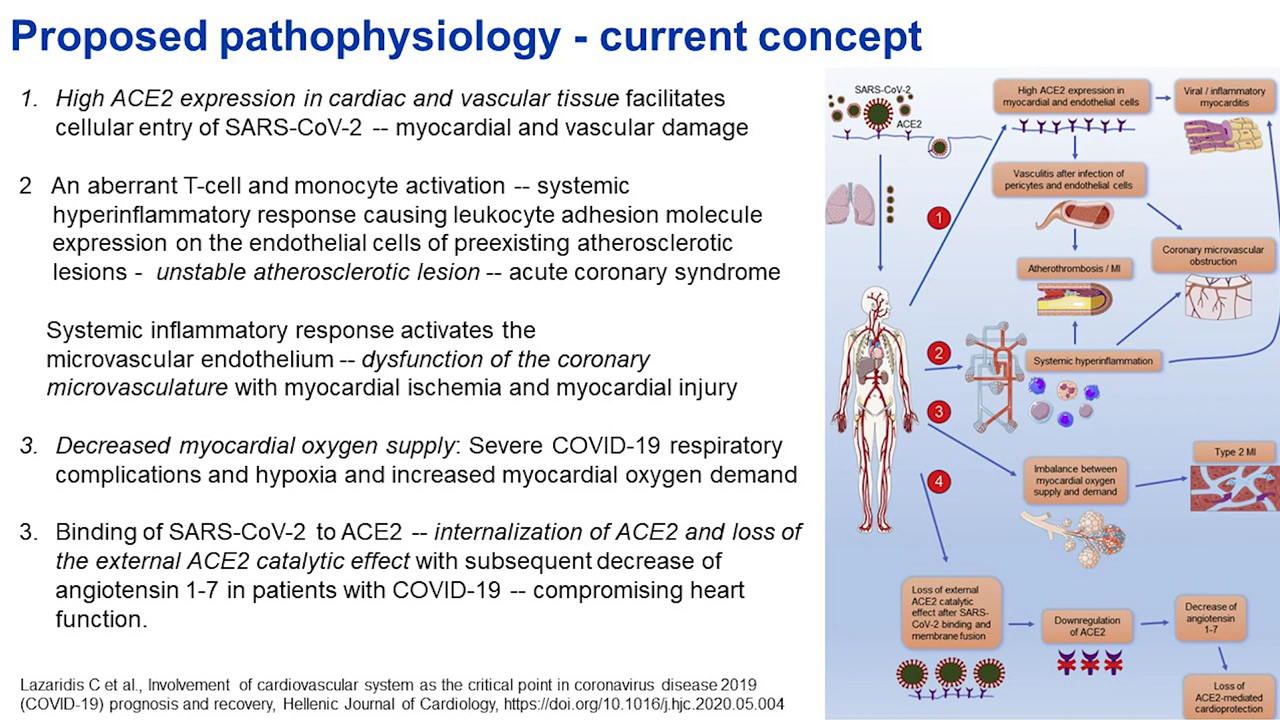 Proposed pathophysiology - current concept
1. High ACE2 expression in cardiac and vascular tissue facilitates
cellular entry of SARS-CoV-2 -- myocardial and vascular damage
2 An aberrant T-cell and monocyte activation -- systemic
hyperinflammatory response causing leukocyte adhesion molecule
expression on the endothelial cells of preexisting atherosclerotic
lesions - unstable atherosclerotic lesion -- acute coronary syndrome
Systemic inflammatory response activates the
microvascular endothelium -- dysfunction of the coronary
microvasculature with myocardial ischemia and myocardial injury
3. Decreased myocardial oxygen supply: Severe COVID-19 respiratory
complications and hypoxia and increased myocardial oxygen demand
3. Binding of SARS-CoV-2 to ACE2 -- internalization of ACE2 and loss of
the external ACE2 catalytic effect with subsequent decrease of
angiotensin 1-7 in patients with COVID-19 -- compromising heart
function.
Lazaridis C et al., Involvement of cardiovascular system as the critical point in coronavirus disease 2019
(COVID-19) prognosis and recovery, Hellenic Journal of Cardiology, https://doi.org/10.1016/j.hjc.2020.05.004
SARS-CoV-2
ACE2
High ACE2 expression in
myocardial and endothelial cells
Viral / inflammatory
myocarditis
Vasculitis after infection of
pericytes and endothelial cells
1
Coronary microvascular
obstruction
Atherothrombosis / MI
2
Systemic hyperinflammation
3
Imbalance between
myocardial oxygen
supply and demand
Type 2 MI
4
Loss of external
ACE2 catalytic
effect after SARS-
CoV-2 binding and
membrane fusion
Downregulation
of ACE2
Decrease of
angiotensin
1-7
Loss of
ACE2-mediated
cardioprotection